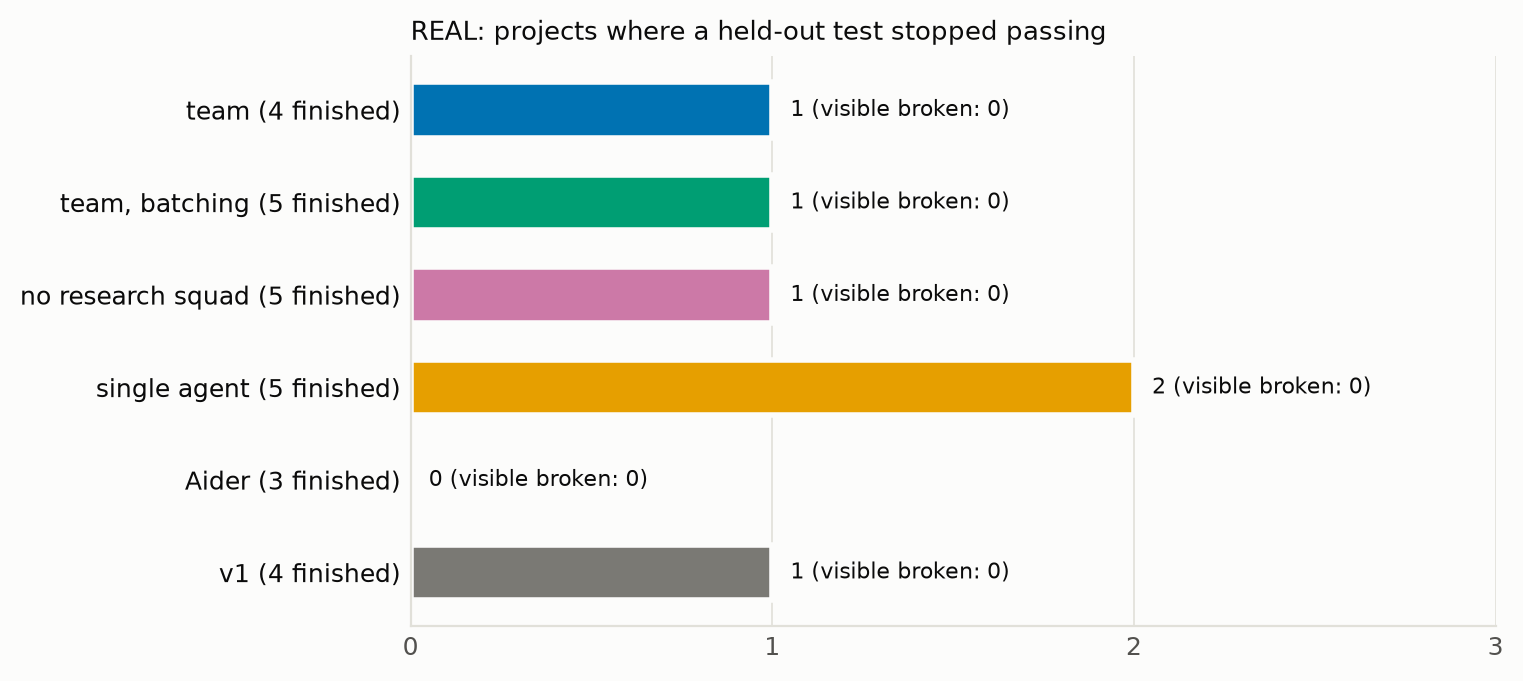 REAL: projects where a held-out test stopped passing
team (4 finished) 1 (visible broken: 0)
team, batching (5 finished) 1 (visible broken: 0)
no research squad (5 finished) 1 (visible broken: 0)
single agent (5 finished) 2 (visible broken: 0)
Aider (3 finished) 0 (visible broken: 0)
v1 (4 finished) 1 (visible broken: 0)
0 1 2 3